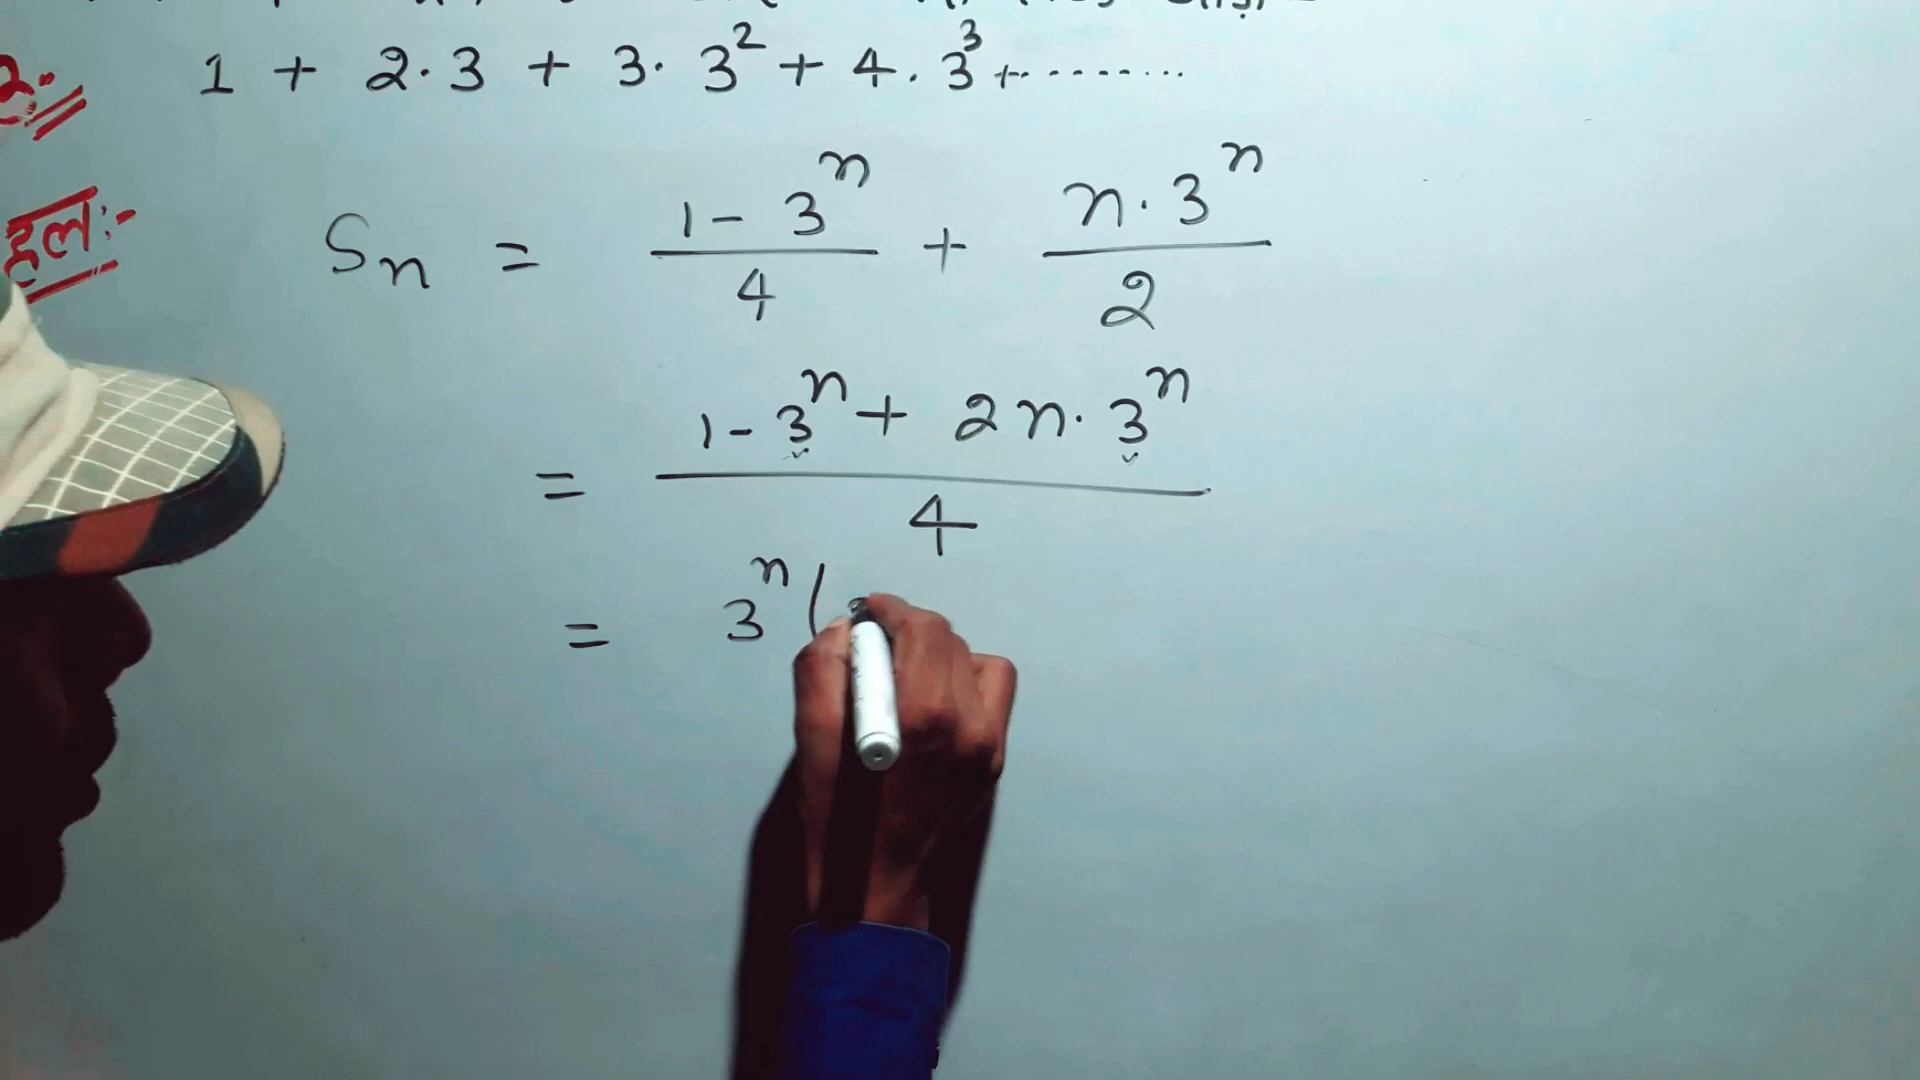 2. 1 + 2·3 + 3·3² + 4·3³ + ........
हल:- Sn = (1 - 3ⁿ)/4 + (n·3ⁿ)/2
= (1 - 3ⁿ + 2n·3ⁿ)/4
= 3ⁿ(